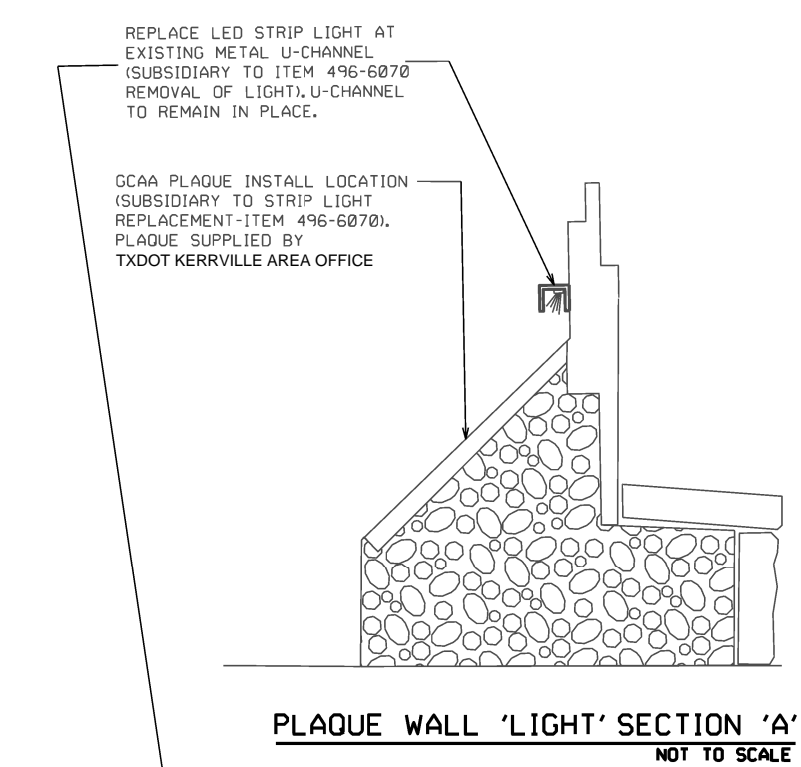 REPLACE LED STRIP LIGHT AT
EXISTING METAL U-CHANNEL
(SUBSIDIARY TO ITEM 496-6070
REMOVAL OF LIGHT). U-CHANNEL
TO REMAIN IN PLACE.
GCAA PLAQUE INSTALL LOCATION
(SUBSIDIARY TO STRIP LIGHT
REPLACEMENT-ITEM 496-6070).
PLAQUE SUPPLIED BY
TXDOT KERRVILLE AREA OFFICE
PLAQUE WALL 'LIGHT' SECTION 'A'
NOT TO SCALE